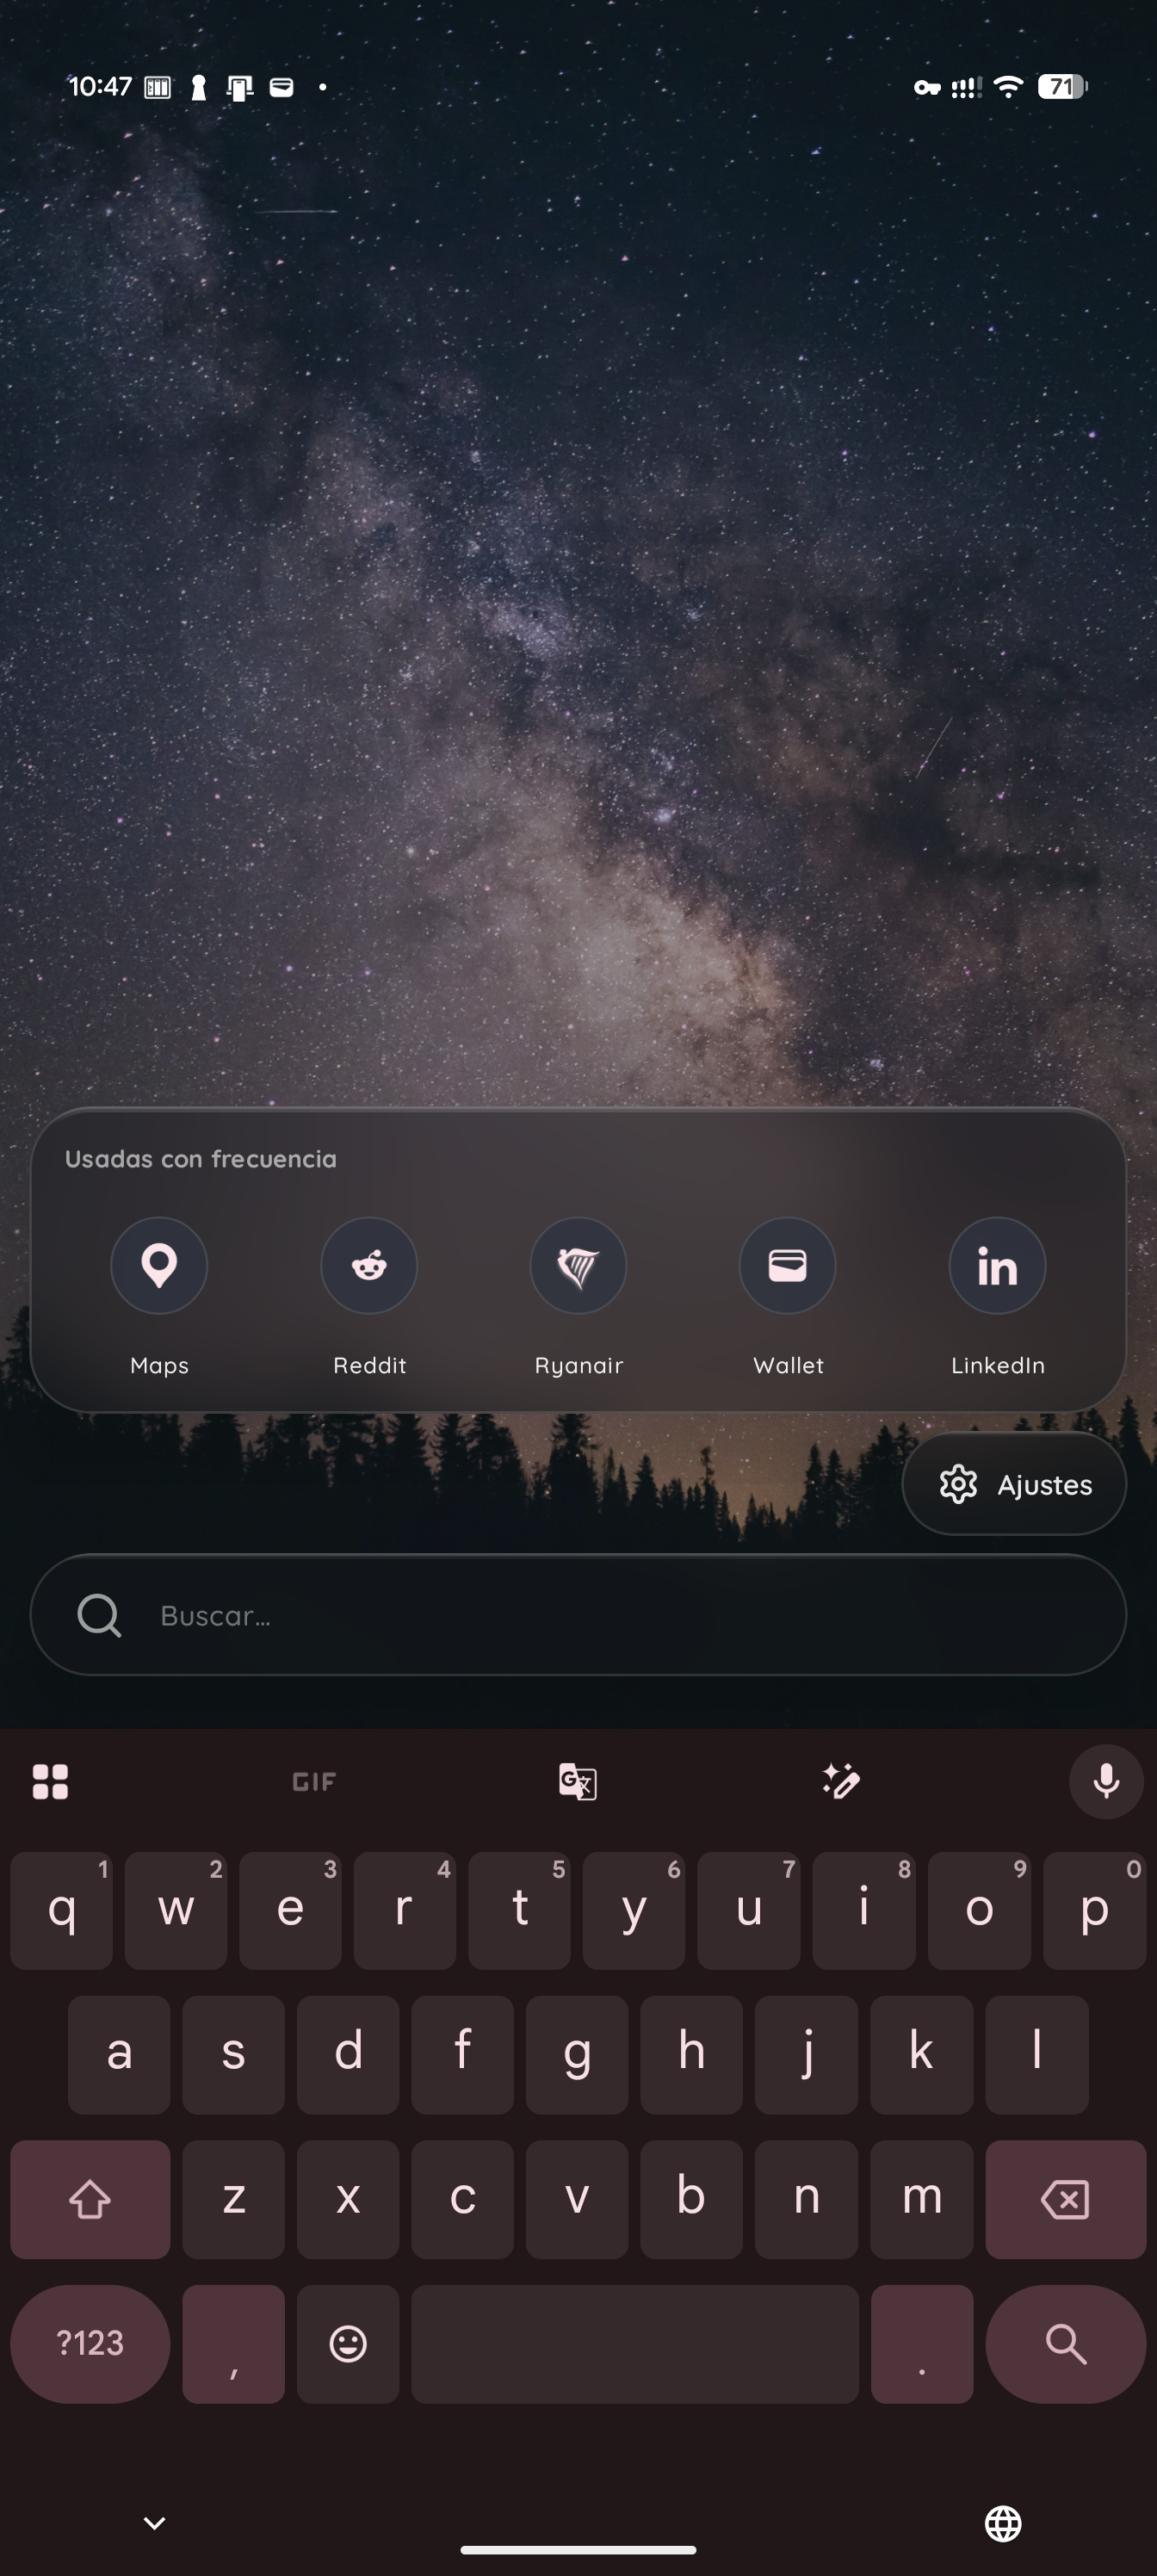 10:47
71
Usadas con frecuencia
Maps Reddit Ryanair Wallet LinkedIn
Ajustes
Buscar...
GIF
1 2 3 4 5 6 7 8 9 0
q w e r t y u i o p
a s d f g h j k l
z x c v b n m
?123 , .